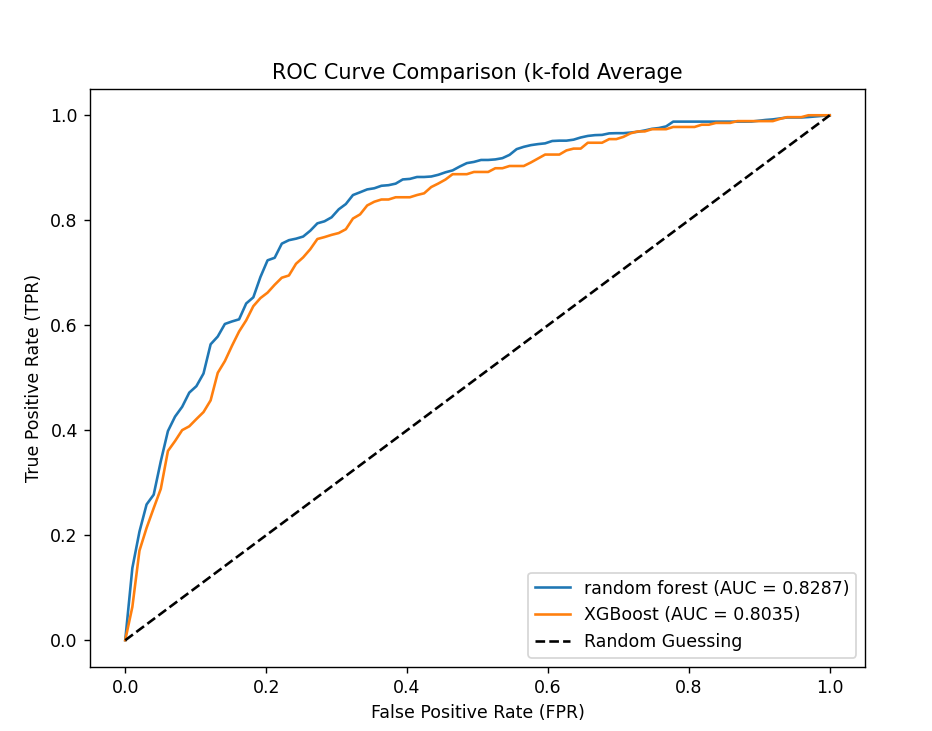 ROC Curve Comparison (k-fold Average
True Positive Rate (TPR)
1.0
0.8
0.6
0.4
0.2
0.0
random forest (AUC = 0.8287)
XGBoost (AUC = 0.8035)
Random Guessing
0.0 0.2 0.4 0.6 0.8 1.0
False Positive Rate (FPR)